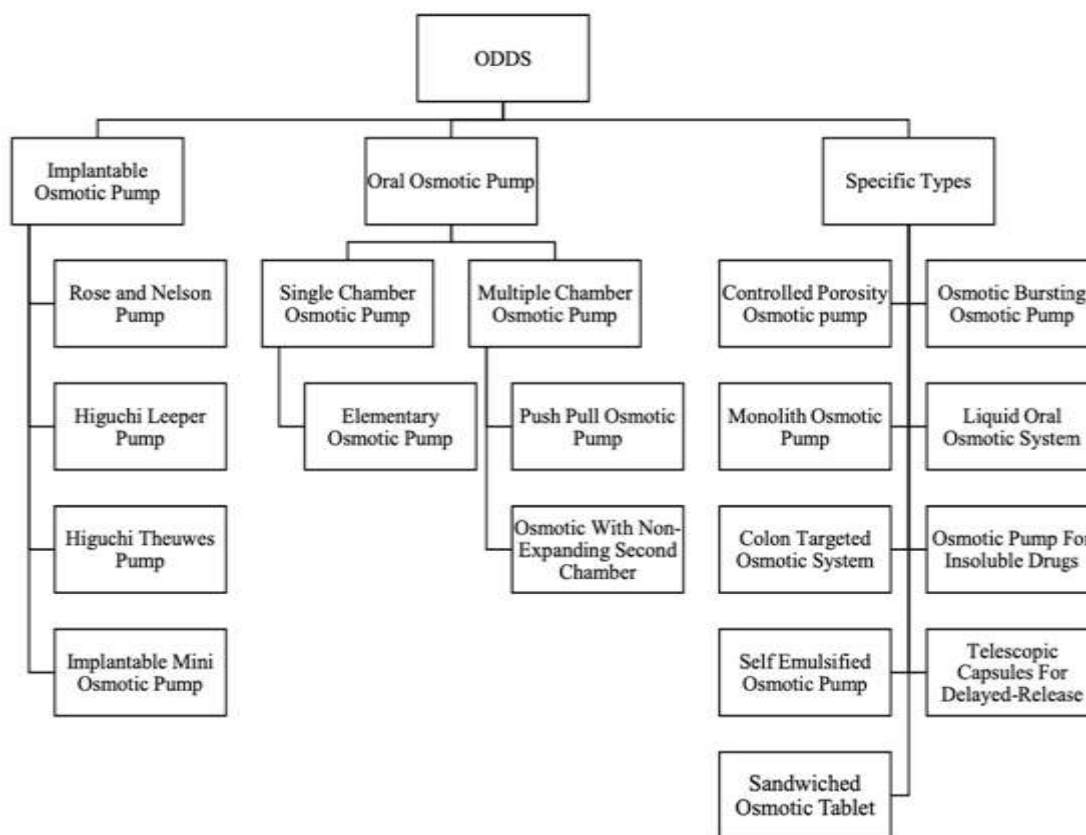 ODDS
Implantable
Osmotic Pump
Oral Osmotic Pump
Specific Types
Rose and Nelson
Pump
Higuchi Leeper
Pump
Higuchi Theuwes
Pump
Implantable Mini
Osmotic Pump
Single Chamber
Osmotic Pump
Elementary
Osmotic Pump
Multiple Chamber
Osmotic Pump
Push Pull Osmotic
Pump
Osmotic With Non-
Expanding Second
Chamber
Controlled Porosity
Osmotic pump
Osmotic Bursting
Osmotic Pump
Monolith Osmotic
Pump
Liquid Oral
Osmotic System
Colon Targeted
Osmotic System
Osmotic Pump For
Insoluble Drugs
Self Emulsified
Osmotic Pump
Telescopic
Capsules For
Delayed-Release
Sandwiched
Osmotic Tablet